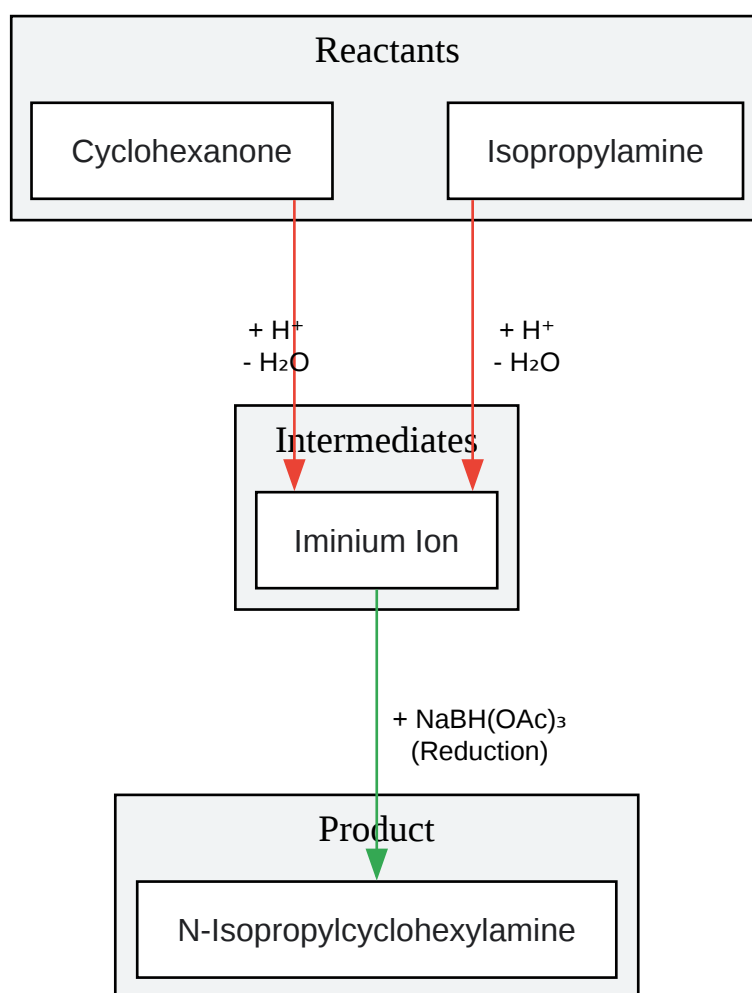 Reactants
Cyclohexanone
Isopropylamine
+ H⁺
- H₂O
+ H⁺
- H₂O
Intermediates
Iminium Ion
+ NaBH(OAc)₃
(Reduction)
Product
N-Isopropylcyclohexylamine